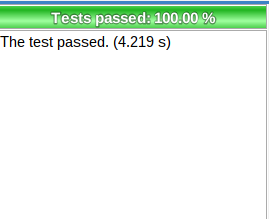 Tests passed: 100.00 %
The test passed. (4.219 s)